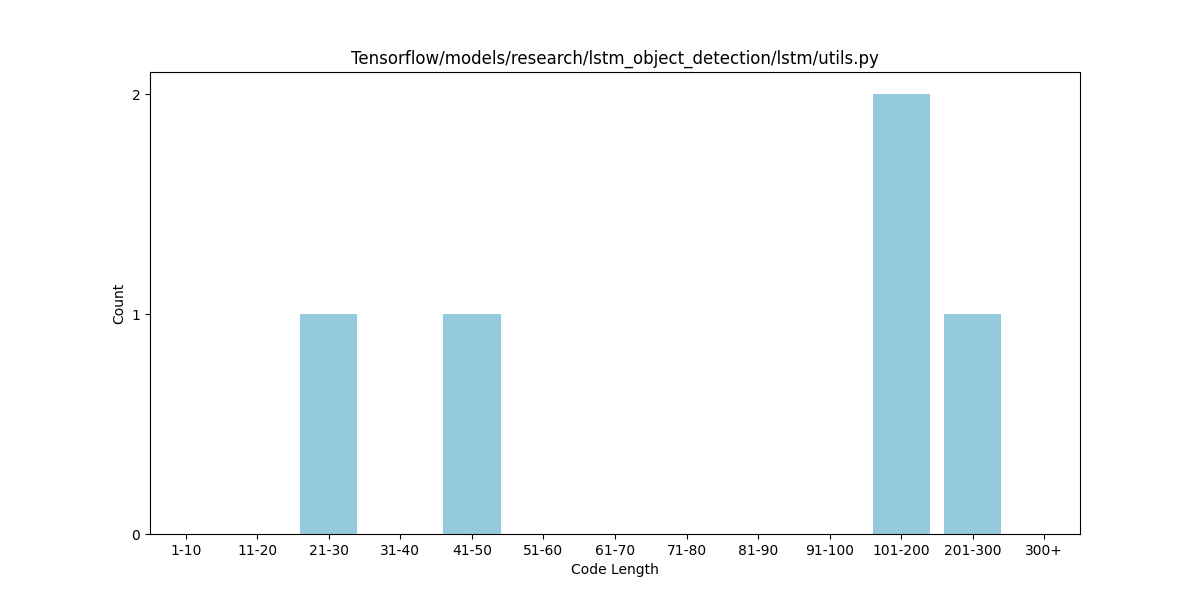 Tensorflow/models/research/lstm_object_detection/lstm/utils.py
2
1
0
Count
1-10 11-20 21-30 31-40 41-50 51-60 61-70 71-80 81-90 91-100 101-200 201-300 300+
Code Length